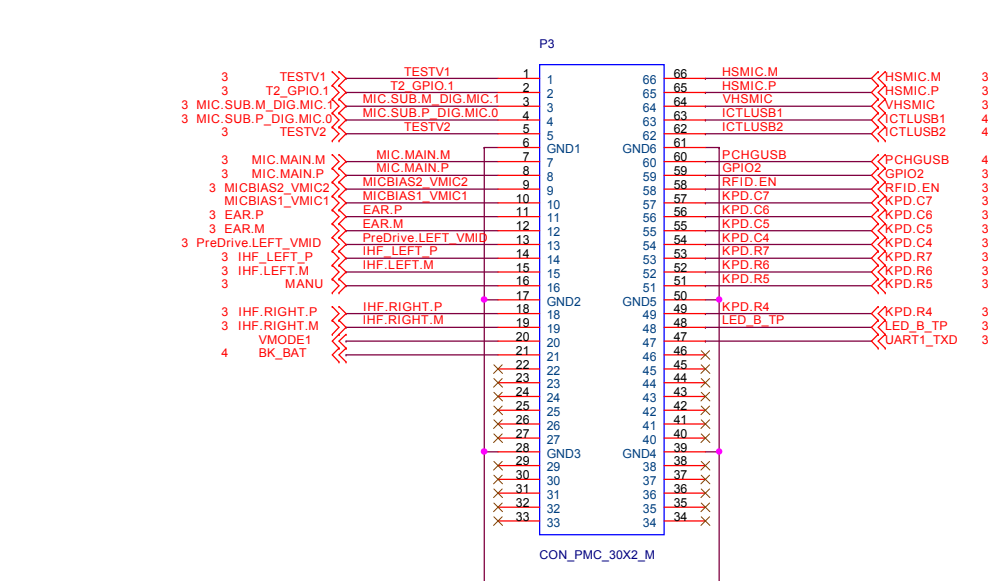 P3
3 TESTV1 TESTV1 1 1 66 66 HSMIC.M HSMIC.M 3
3 T2_GPIO.1 T2_GPIO.1 2 2 65 65 HSMIC.P HSMIC.P 3
3 MIC.SUB.M_DIG.MIC.1 MIC.SUB.M_DIG.MIC.1 3 3 64 64 VHSMIC VHSMIC 3
3 MIC.SUB.P_DIG.MIC.0 MIC.SUB.P_DIG.MIC.0 4 4 63 63 ICTLUSB1 ICTLUSB1 4
3 TESTV2 TESTV2 5 5 62 62 ICTLUSB2 ICTLUSB2 4
6 GND1 GND6 61
3 MIC.MAIN.M MIC.MAIN.M 7 7 60 60 PCHGUSB PCHGUSB 4
3 MIC.MAIN.P MIC.MAIN.P 8 8 59 59 GPIO2 GPIO2 3
3 MICBIAS2_VMIC2 MICBIAS2_VMIC2 9 9 58 58 RFID.EN RFID.EN 3
MICBIAS1_VMIC1 MICBIAS1_VMIC1 10 10 57 57 KPD.C7 KPD.C7 3
3 EAR.P EAR.P 11 11 56 56 KPD.C6 KPD.C6 3
3 EAR.M EAR.M 12 12 55 55 KPD.C5 KPD.C5 3
3 PreDrive.LEFT_VMID PreDrive.LEFT_VMID 13 13 54 54 KPD.C4 KPD.C4 3
3 IHF_LEFT_P IHF_LEFT_P 14 14 53 53 KPD.R7 KPD.R7 3
3 IHF.LEFT.M IHF.LEFT.M 15 15 52 52 KPD.R6 KPD.R6 3
3 MANU 16 16 51 51 KPD.R5 KPD.R5 3
17 GND2 GND5 50
3 IHF.RIGHT.P IHF.RIGHT.P 18 18 49 49 KPD.R4 KPD.R4 3
3 IHF.RIGHT.M IHF.RIGHT.M 19 19 48 48 LED_B_TP LED_B_TP 3
VMODE1 20 20 47 47 UART1_TXD 3
4 BK_BAT 21 21 46 46
22 22 45 45
23 23 44 44
24 24 43 43
25 25 42 42
26 26 41 41
27 27 40 40
28 GND3 GND4 39
29 29 38 38
30 30 37 37
31 31 36 36
32 32 35 35
33 33 34 34
CON_PMC_30X2_M